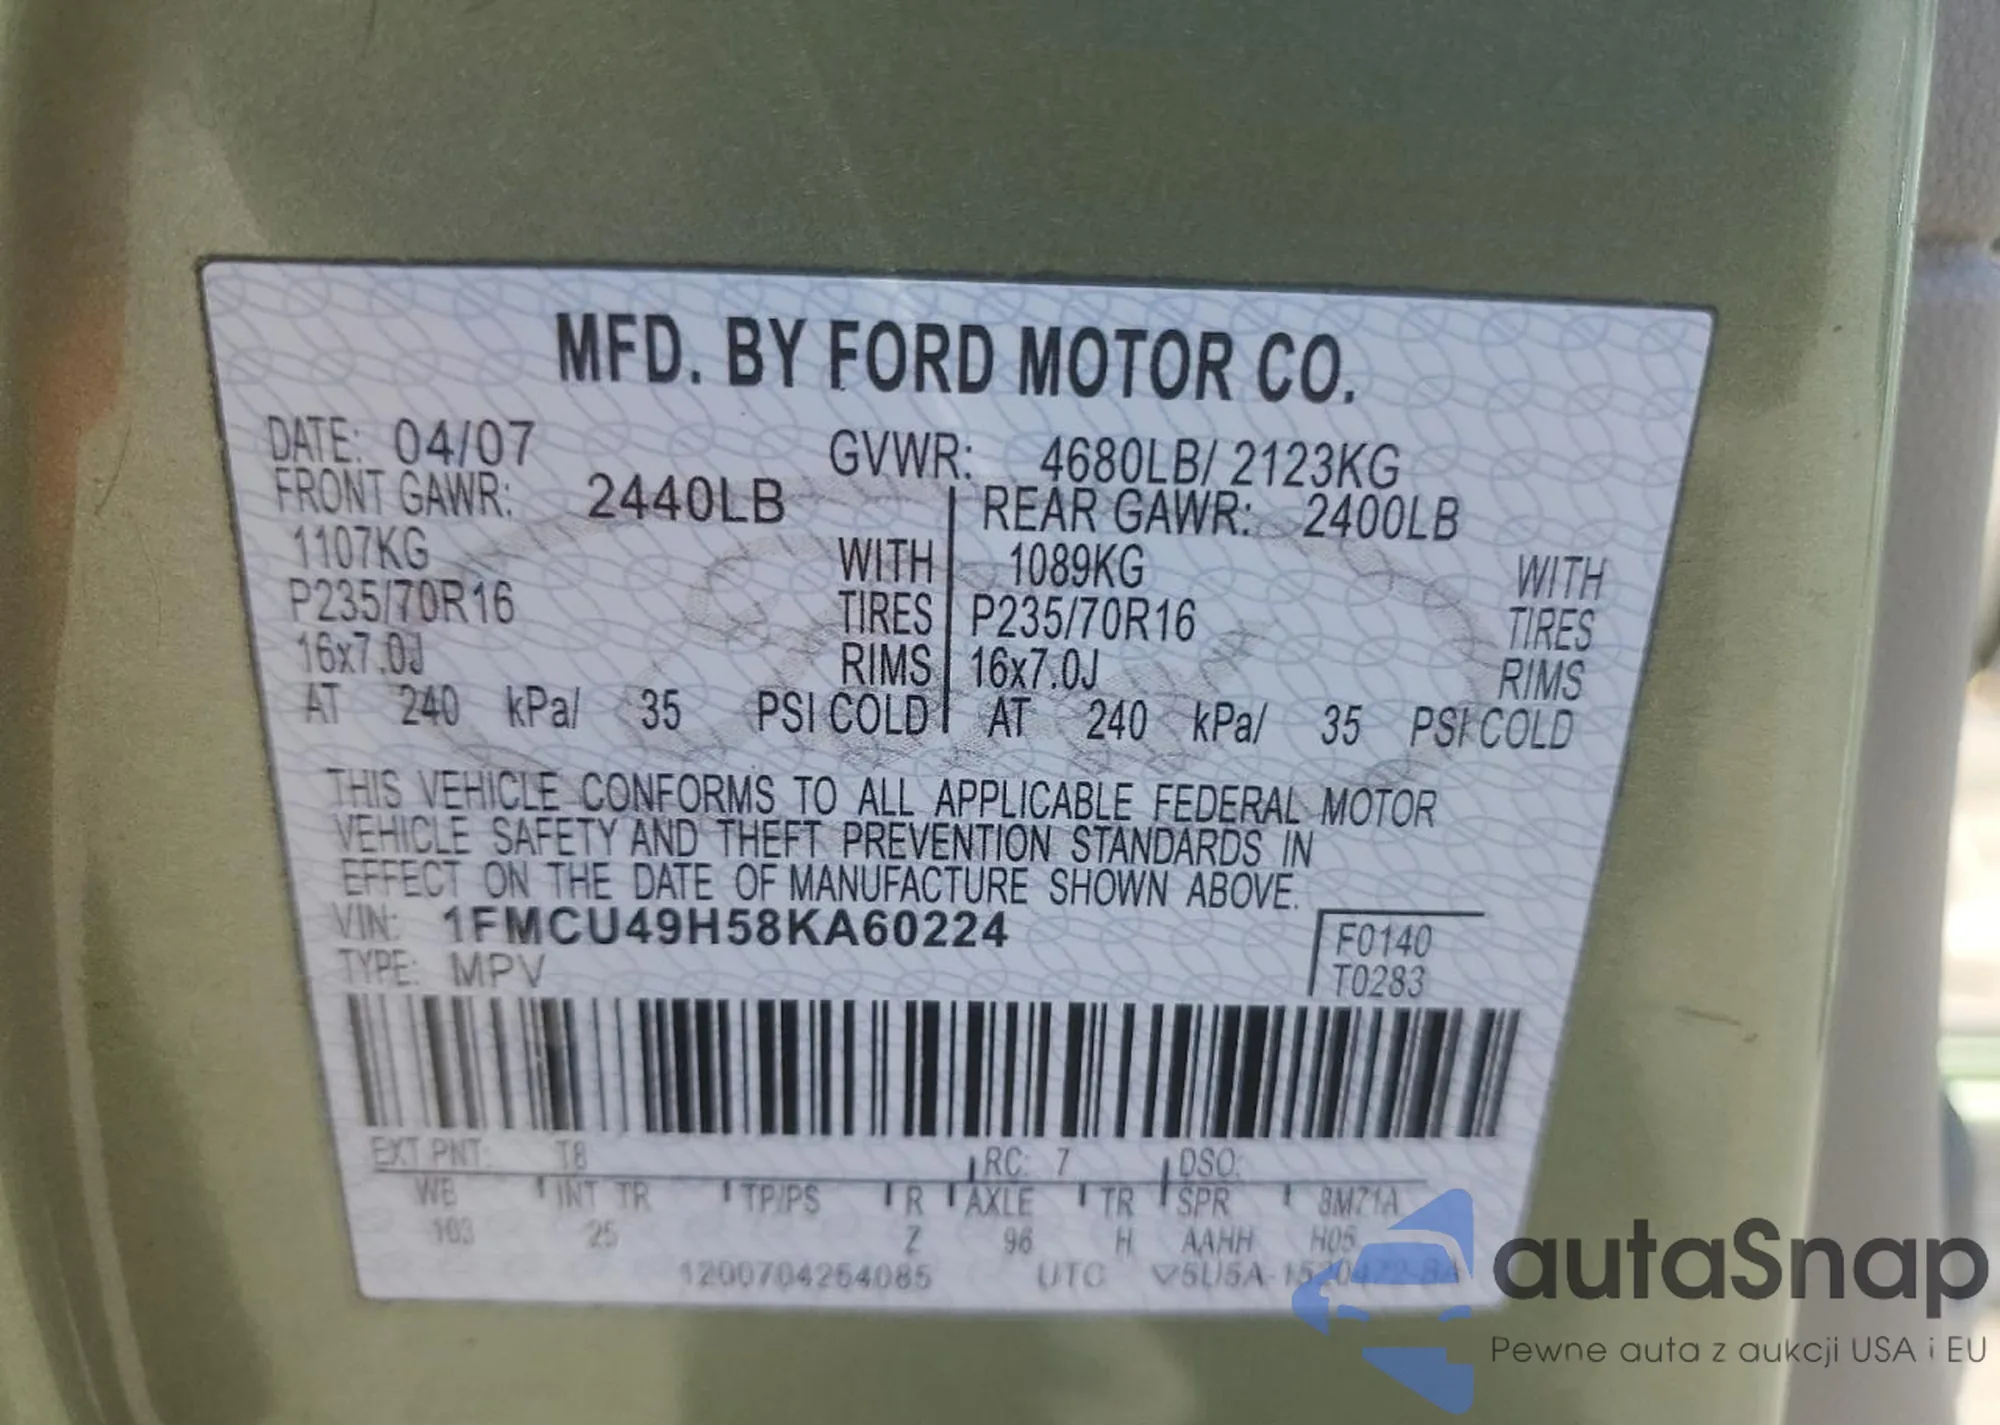 MFD. BY FORD MOTOR CO.
DATE: 04/07 GVWR: 4680LB/ 2123KG
FRONT GAWR: 2440LB REAR GAWR: 2400LB
1107KG WITH 1089KG WITH
P235/70R16 TIRES P235/70R16 TIRES
16x7.0J RIMS 16x7.0J RIMS
AT 240 kPa/ 35 PSI COLD AT 240 kPa/ 35 PSI COLD
THIS VEHICLE CONFORMS TO ALL APPLICABLE FEDERAL MOTOR
VEHICLE SAFETY AND THEFT PREVENTION STANDARDS IN
EFFECT ON THE DATE OF MANUFACTURE SHOWN ABOVE.
VIN: 1FMCU49H58KA60224 F0140
TYPE: MPV T0283
EXT PNT: T8 RC: 7 DSO:
WB INT TR TP/PS R AXLE TR SPR 8M71A
103 25 Z 96 H AAHH H05
1200704254085 UTC
autaSnap
Pewne auta z aukcji USA i EU